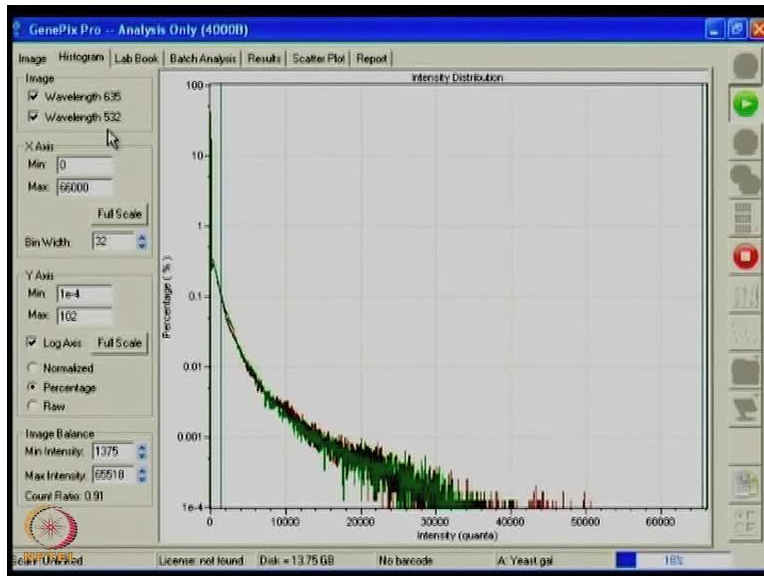 GenePix Pro -- Analysis Only (4000B)
Image Histogram Lab Book Batch Analysis Results Scatter Plot Report
Image
Wavelength 635
Wavelength 532
X Axis
Min: 0
Max: 66000
Full Scale
Bin Width: 32
Y Axis
Min: 1e-4
Max: 102
Log Axis Full Scale
Normalized
Percentage
Raw
Image Balance
Min Intensity: 1375
Max Intensity: 65518
Count Ratio: 0.91
Intensity Distribution
Percentage ( % )
100
10
1
0.1
0.01
0.001
1e-4
0 10000 20000 30000 40000 50000 60000
Intensity (quanta)
NPTEL
License: not found Disk = 13.75 GB No barcode A: Yeast.gal 18%